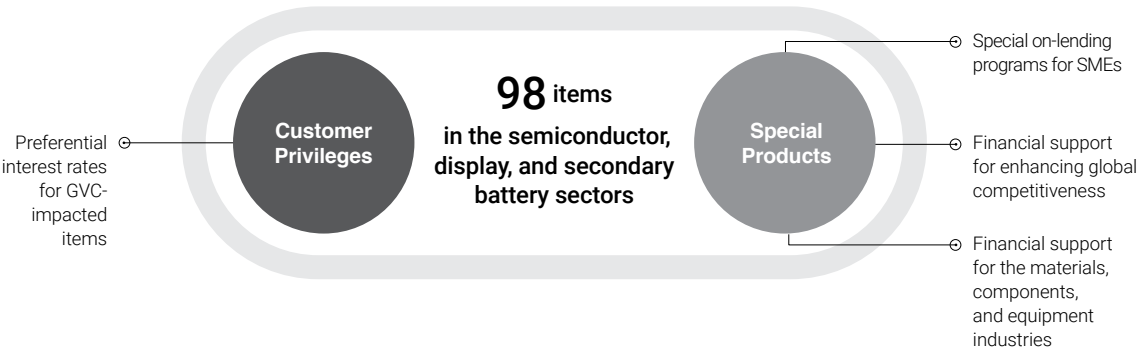 Preferential
interest rates
for GVC-
impacted
items
Customer
Privileges
98 items
in the semiconductor,
display, and secondary
battery sectors
Special
Products
Special on-lending
programs for SMEs
Financial support
for enhancing global
competitiveness
Financial support
for the materials,
components,
and equipment
industries